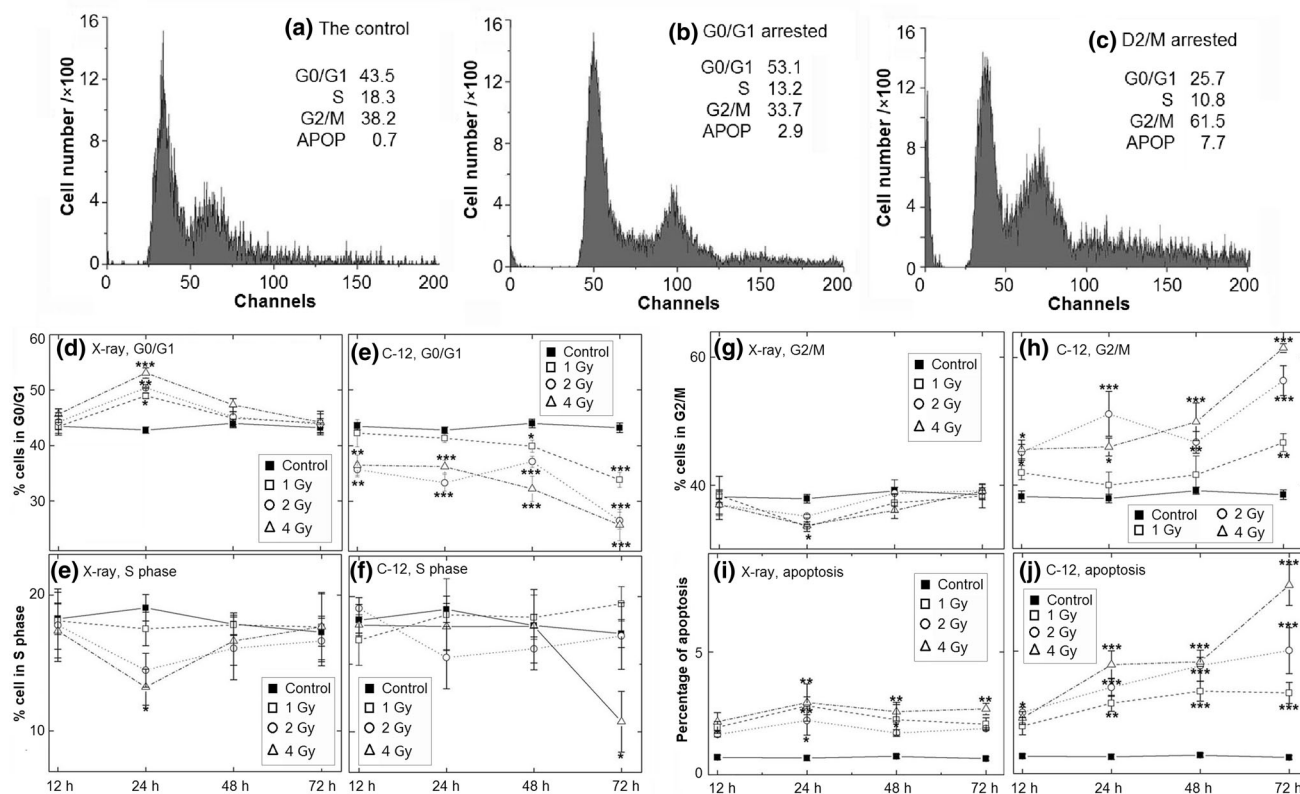 (a) The control
G0/G1 43.5
S 18.3
G2/M 38.2
APOP 0.7
Cell number /×100
16
12
8
4
0
0 50 100 150 200
Channels
(b) G0/G1 arrested
G0/G1 53.1
S 13.2
G2/M 33.7
APOP 2.9
Cell number /×100
16
12
8
4
0
0 50 100 150 200
Channels
(c) D2/M arrested
G0/G1 25.7
S 10.8
G2/M 61.5
APOP 7.7
Cell number /×100
16
12
8
4
0
0 50 100 150 200
Channels
(d) X-ray, G0/G1
% cells in G0/G1
60
50
40
30
***
**
*
Control
1 Gy
2 Gy
4 Gy
(e) C-12, G0/G1
Control
1 Gy
2 Gy
4 Gy
**
**
***
***
*
***
***
***
***
(g) X-ray, G2/M
% cells in G2/M
60
40
*
Control
1 Gy
2 Gy
4 Gy
(h) C-12, G2/M
*
*
***
*
***
**
***
***
**
Control
1 Gy
2 Gy
4 Gy
(e) X-ray, S phase
% cell in S phase
20
10
*
Control
1 Gy
2 Gy
4 Gy
12 h 24 h 48 h 72 h
(f) C-12, S phase
*
Control
1 Gy
2 Gy
4 Gy
12 h 24 h 48 h 72 h
(i) X-ray, apoptosis
Percentage of apoptosis
5
0
**
**
*
**
*
**
Control
1 Gy
2 Gy
4 Gy
12 h 24 h 48 h 72 h
(j) C-12, apoptosis
Control
1 Gy
2 Gy
4 Gy
*
***
***
**
***
***
***
***
***
***
12 h 24 h 48 h 72 h